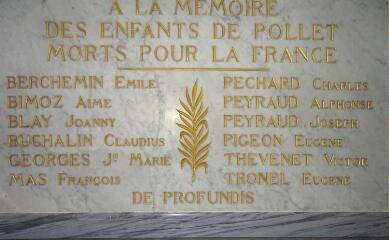 A LA MÉMOIRE
DES ENFANTS DE POLLET
MORTS POUR LA FRANCE
BERCHEMIN EMILE
BIMOZ AIME
BLAY JOANNY
BUCHALIN CLAUDIUS
GEORGES JH MARIE
MAS FRANÇOIS
PECHARD CHARLES
PEYRAUD ALPHONSE
PEYRAUD JOSEPH
PIGEON EUGENE
THEVENET VICTOR
TRONEL EUGENE
DE PROFUNDIS